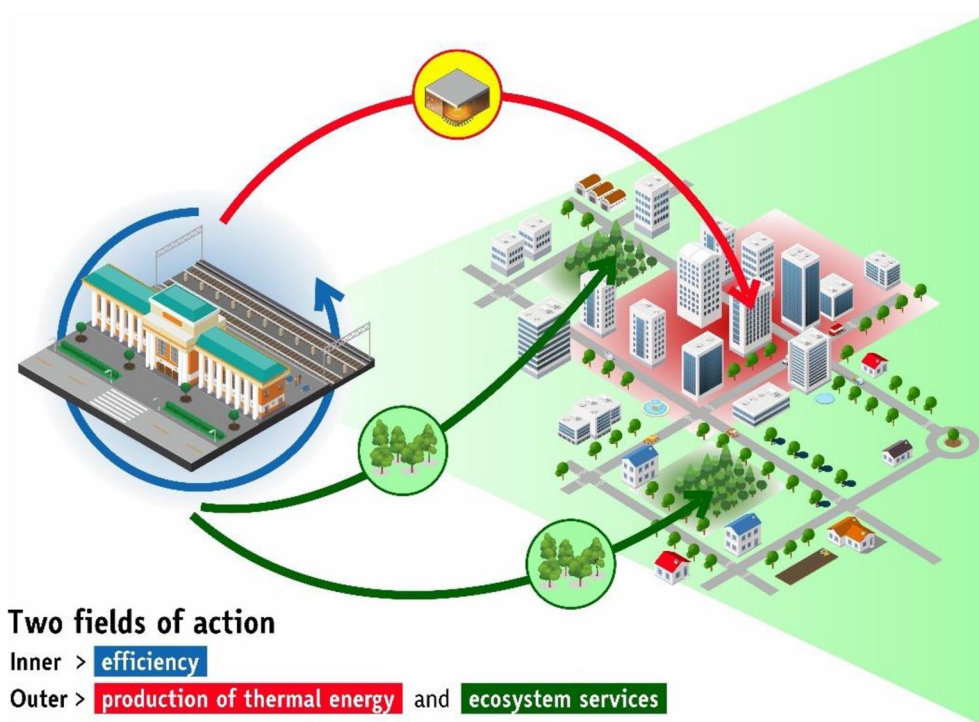 Two fields of action
Inner > efficiency
Outer > production of thermal energy and ecosystem services